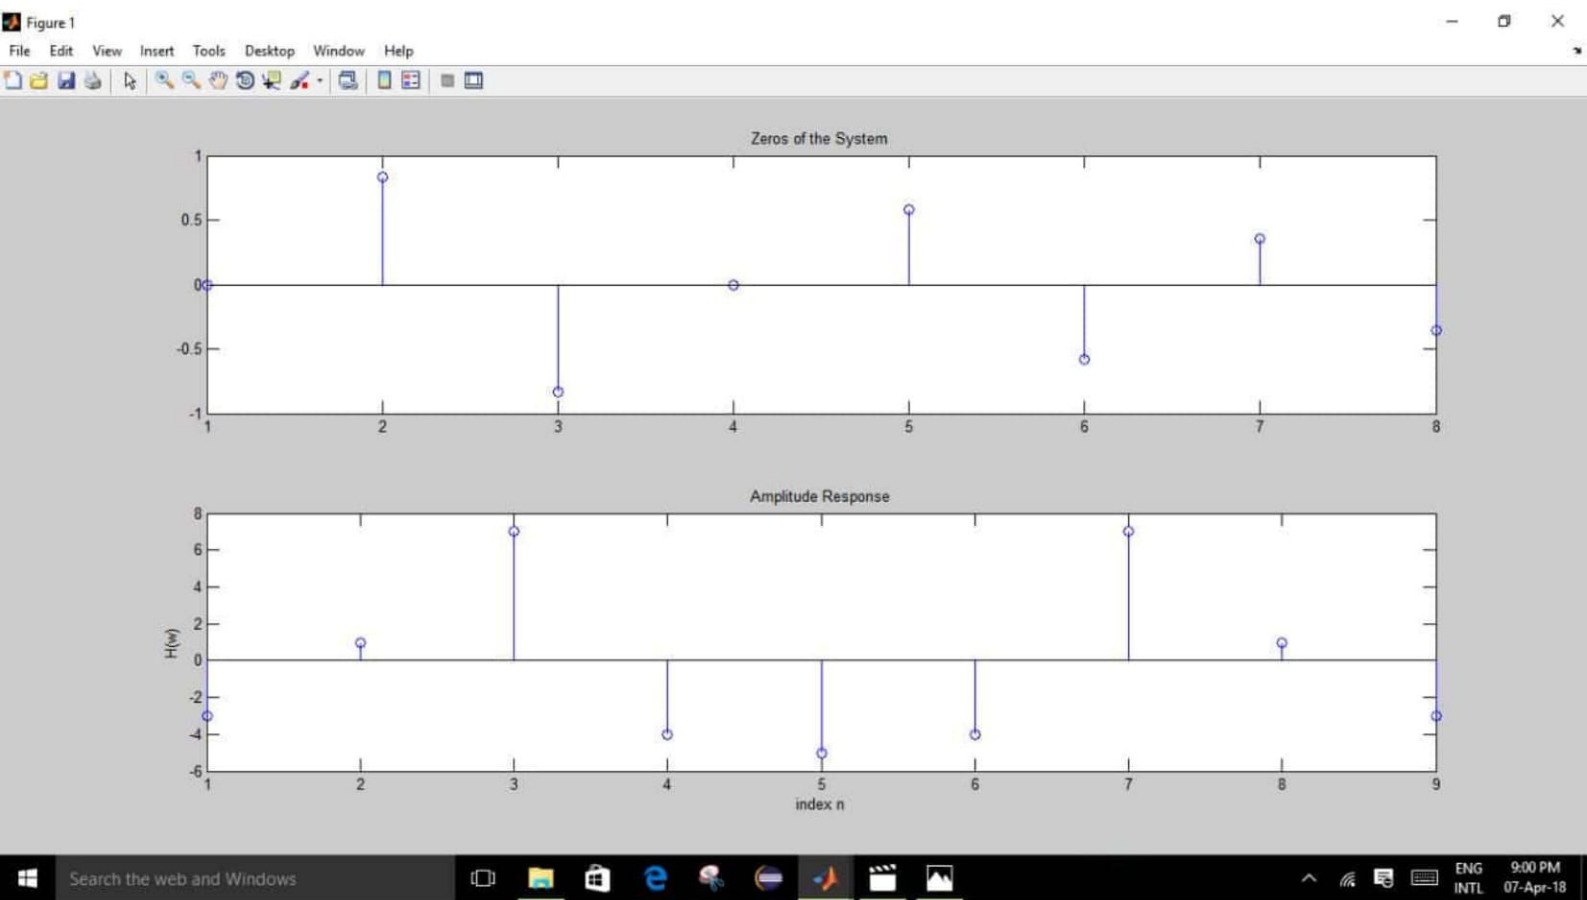 Figure 1
File Edit View Insert Tools Desktop Window Help
Zeros of the System
1
0.5
0
-0.5
-1
1 2 3 4 5 6 7 8
Amplitude Response
8
6
4
2
0
-2
-4
-6
H(w)
1 2 3 4 5 6 7 8 9
index n
Search the web and Windows
ENG
INTL
9:00 PM
07-Apr-18